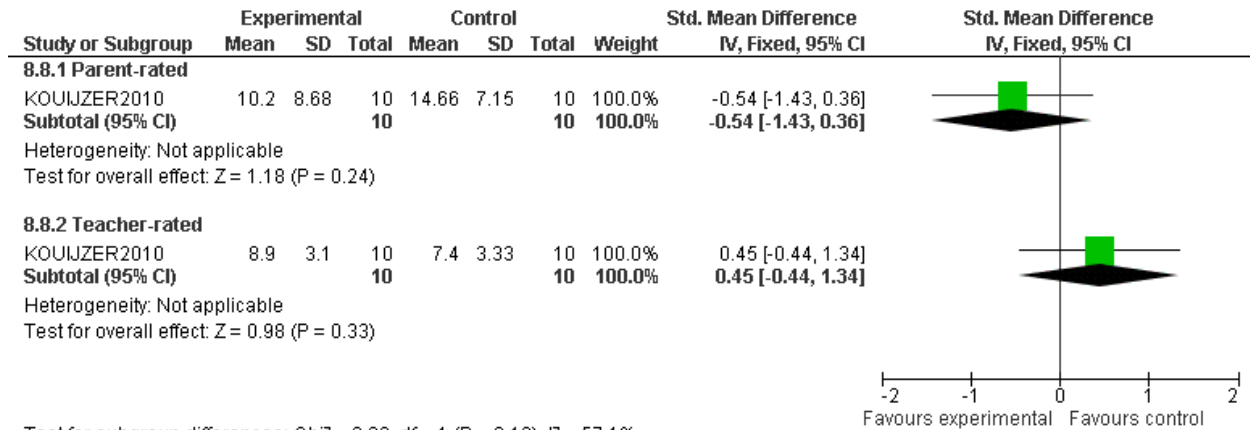 Experimental Control Std. Mean Difference Std. Mean Difference
Study or Subgroup Mean SD Total Mean SD Total Weight IV, Fixed, 95% CI IV, Fixed, 95% CI
8.8.1 Parent-rated
KOUIJZER2010 10.2 8.68 10 14.66 7.15 10 100.0% -0.54 [-1.43, 0.36]
Subtotal (95% CI) 10 10 100.0% -0.54 [-1.43, 0.36]
Heterogeneity: Not applicable
Test for overall effect: Z = 1.18 (P = 0.24)
8.8.2 Teacher-rated
KOUIJZER2010 8.9 3.1 10 7.4 3.33 10 100.0% 0.45 [-0.44, 1.34]
Subtotal (95% CI) 10 10 100.0% 0.45 [-0.44, 1.34]
Heterogeneity: Not applicable
Test for overall effect: Z = 0.98 (P = 0.33)
-2 -1 0 1 2
Favours experimental Favours control